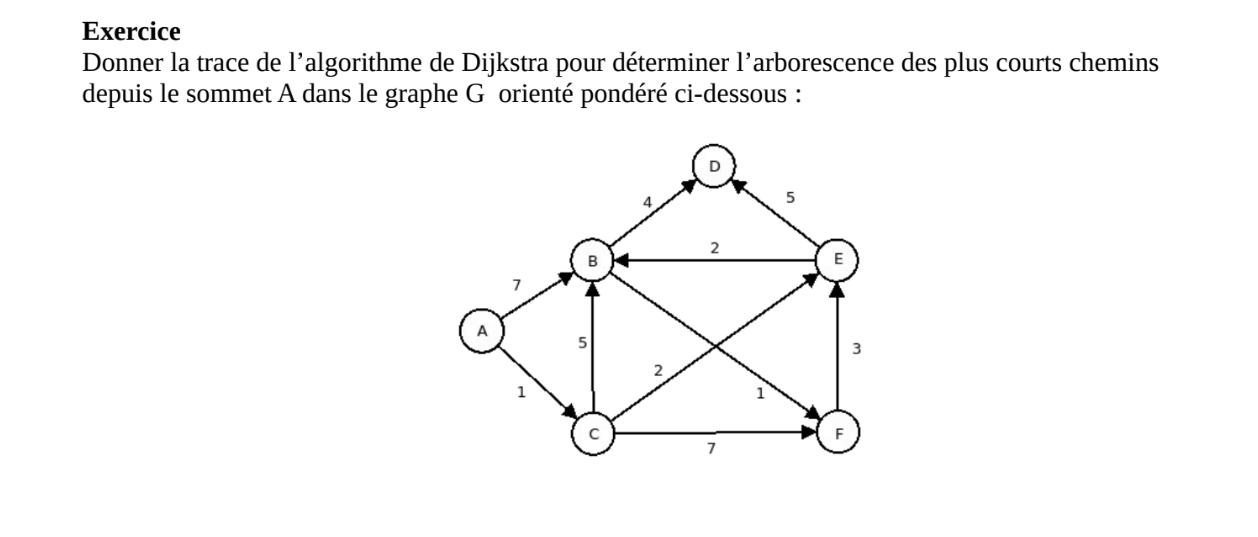 Exercice
Donner la trace de l’algorithme de Dijkstra pour déterminer l’arborescence des plus courts chemins
depuis le sommet A dans le graphe G  orienté pondéré ci-dessous :
D
4
5
2
B
E
7
A
5
3
2
1
1
C
F
7